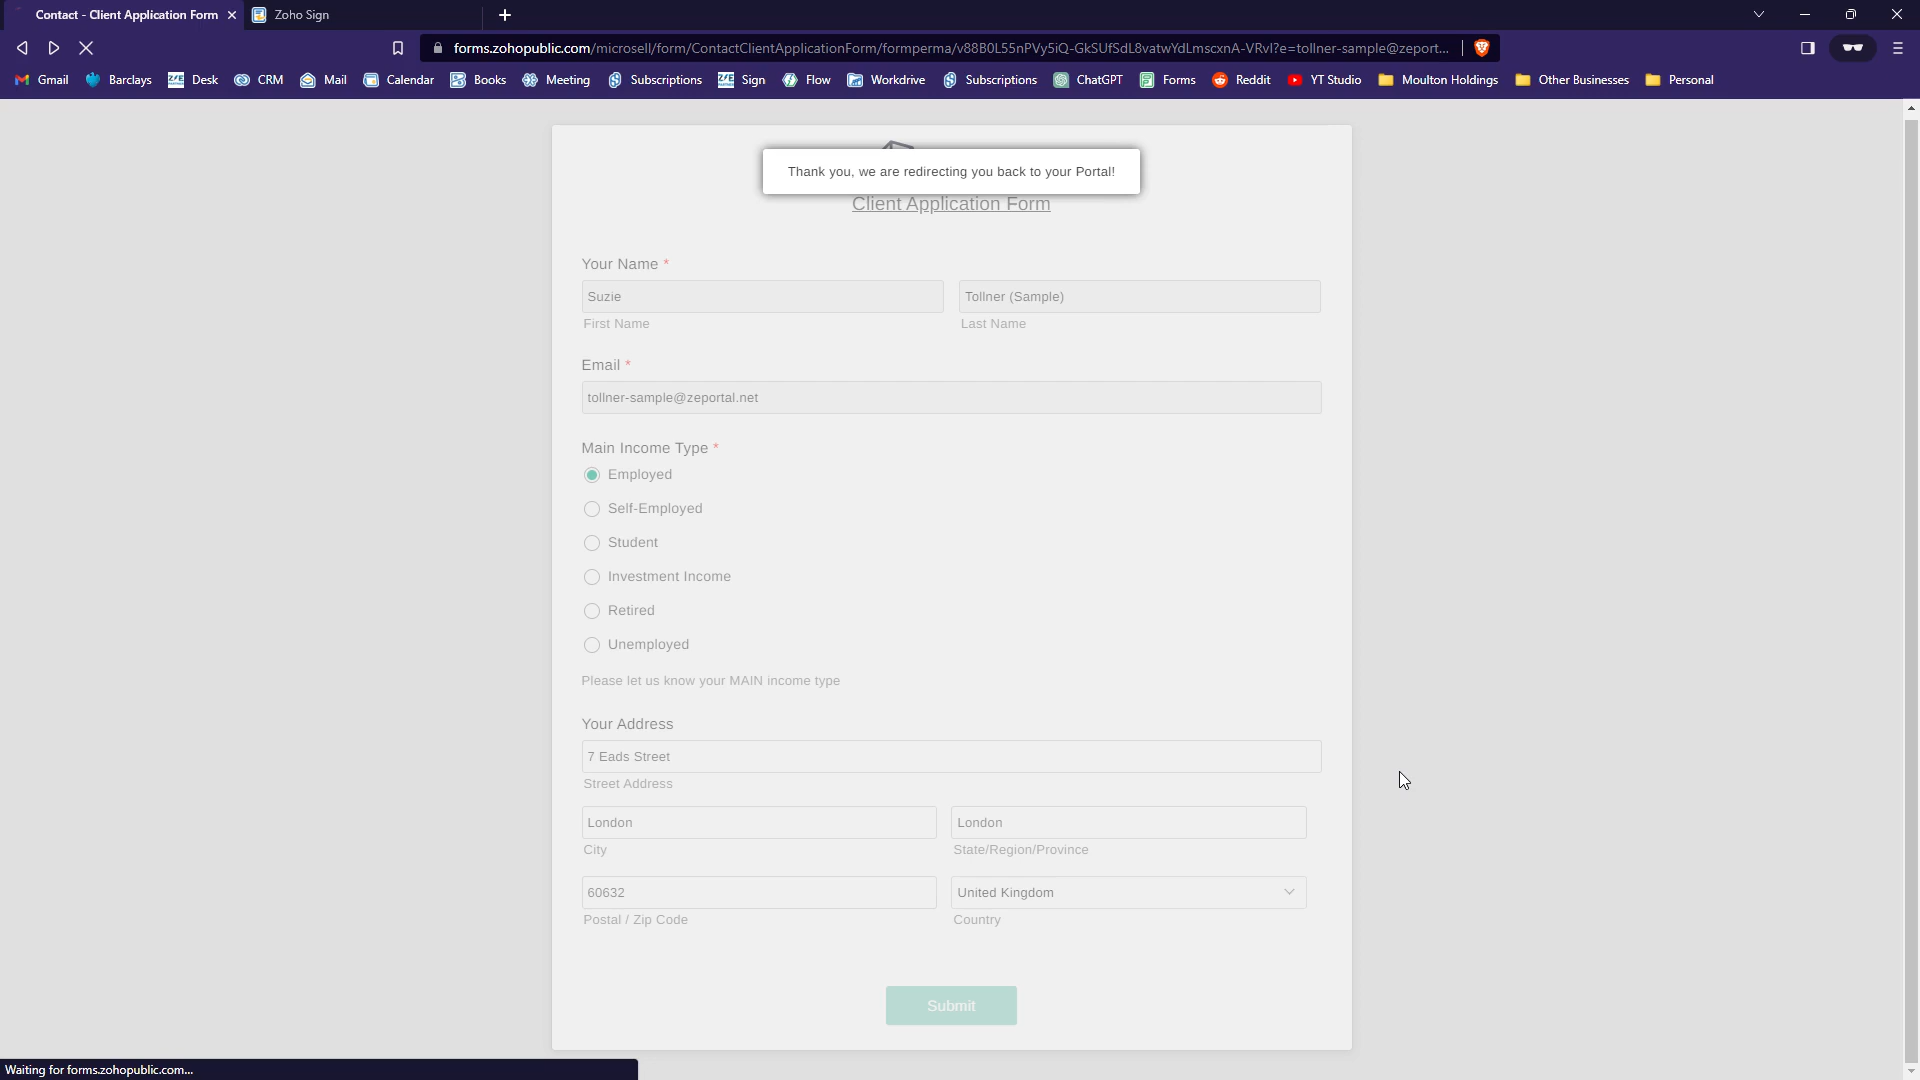 Contact - Client Application Form
Zoho Sign
forms.zohopublic.com/microsell/form/ContactClientApplicationForm/formperma/v88B0L55nPVy5iQ-GkSUfSdL8vatwYdLmscxnA-VRvI?e=tollner-sample@zeport...
Gmail Barclays Desk CRM Mail Calendar Books Meeting Subscriptions Sign Flow Workdrive Subscriptions ChatGPT Forms Reddit YT Studio Moulton Holdings Other Businesses Personal
Thank you, we are redirecting you back to your Portal!
Client Application Form
Your Name *
Suzie Tollner (Sample)
First Name Last Name
Email *
tollner-sample@zeportal.net
Main Income Type *
Employed
Self-Employed
Student
Investment Income
Retired
Unemployed
Please let us know your MAIN income type
Your Address
7 Eads Street
Street Address
London London
City State/Region/Province
60632 United Kingdom
Postal / Zip Code Country
Submit
Waiting for forms.zohopublic.com...